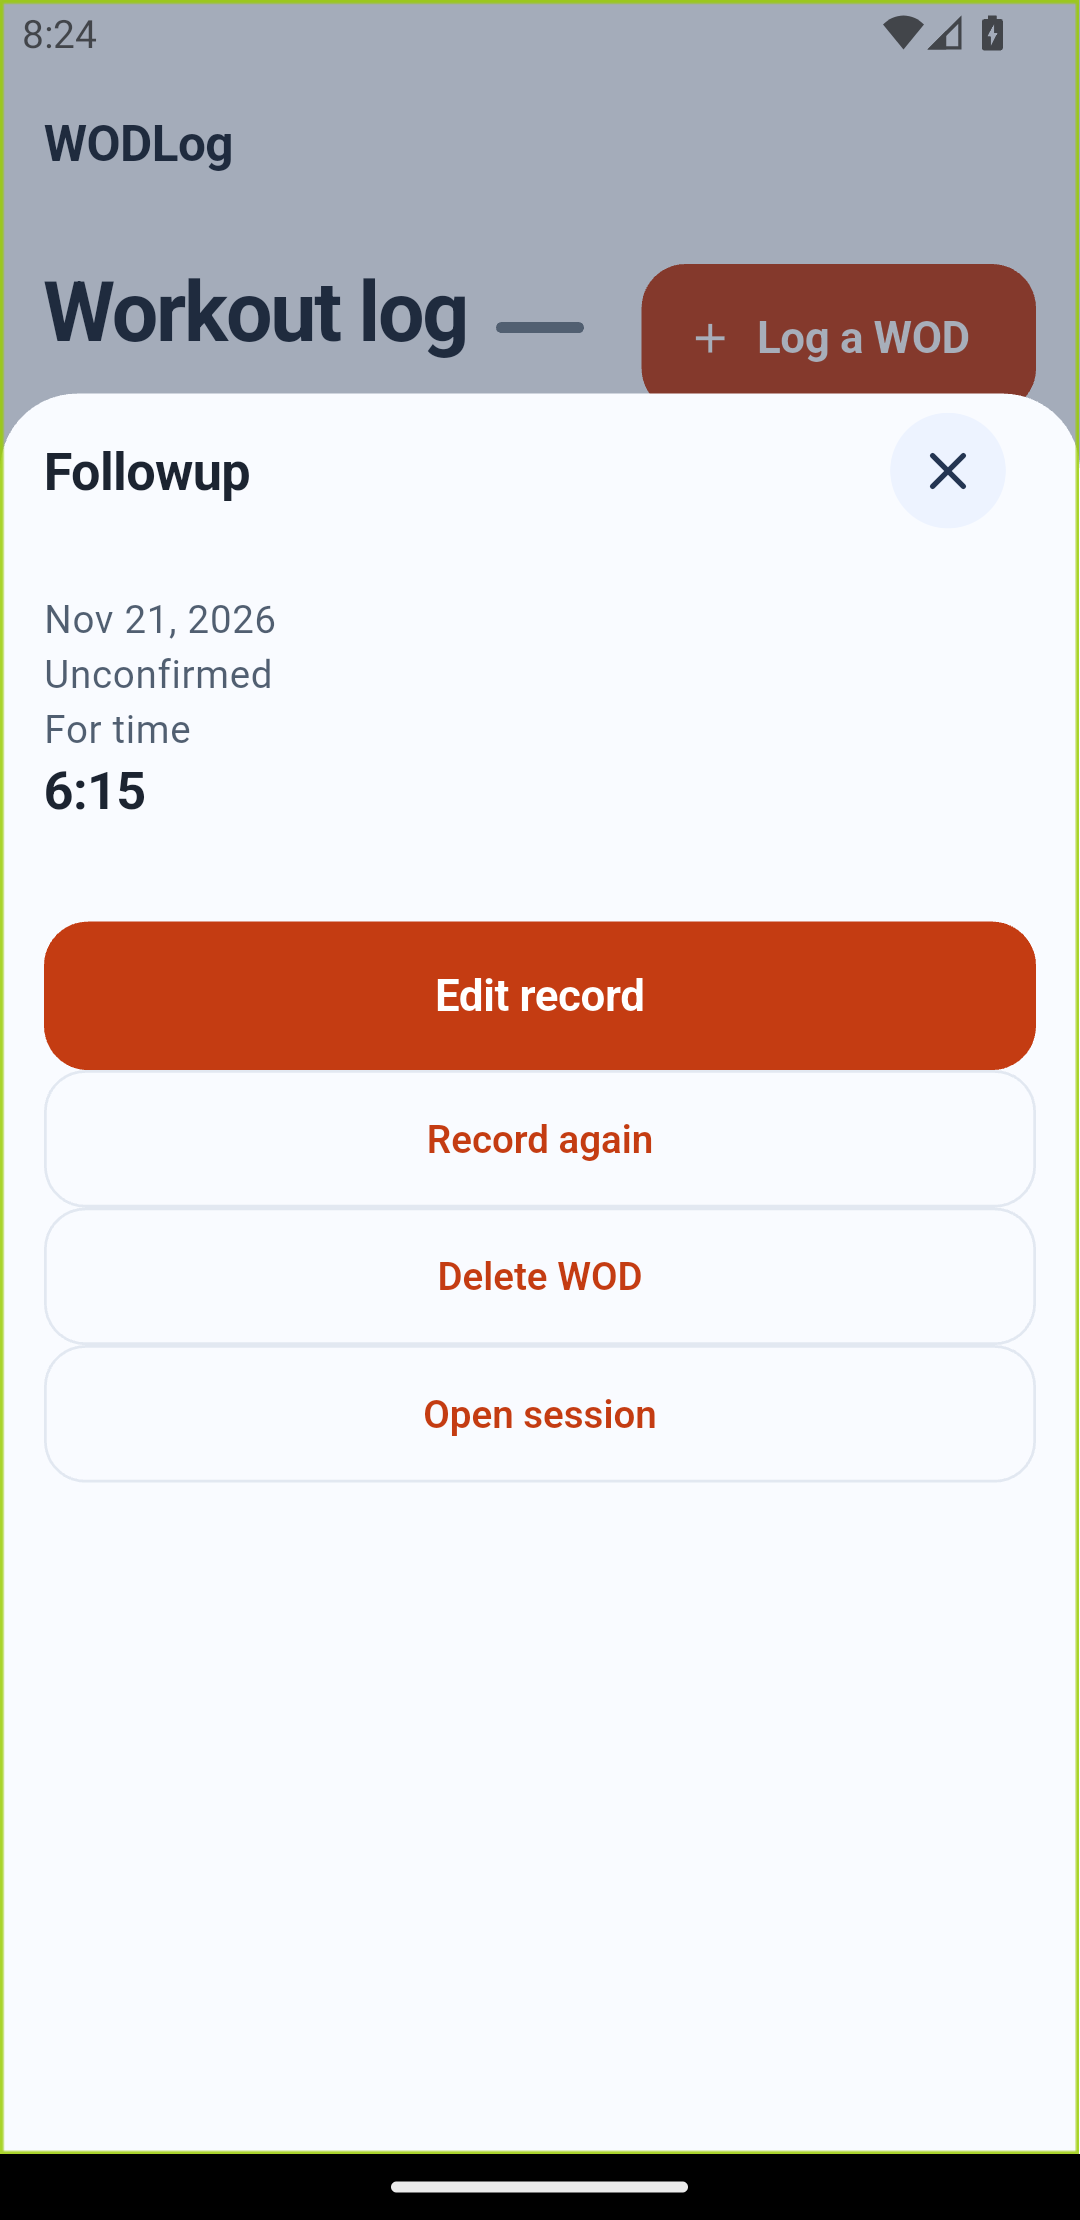 8:24
WODLog
Workout log
Log a WOD
Followup
Nov 21, 2026
Unconfirmed
For time
6:15
Edit record
Record again
Delete WOD
Open session